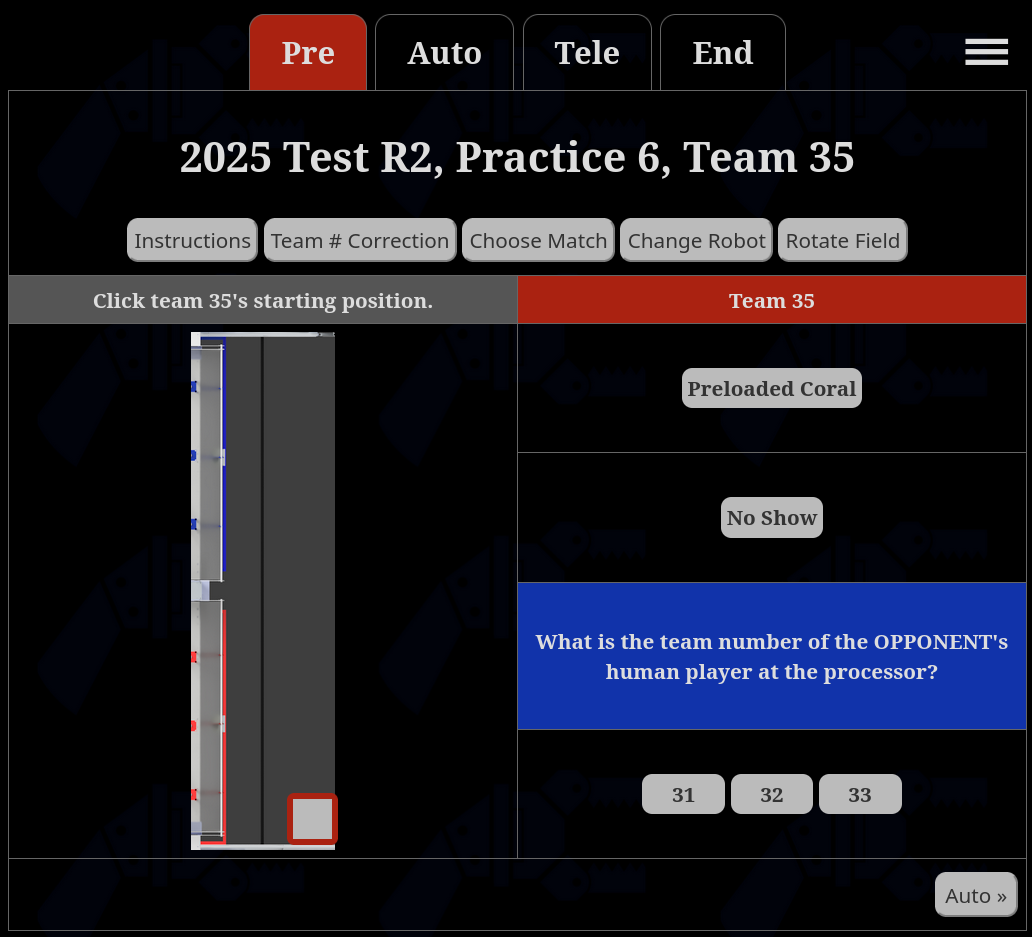 Pre
Auto
Tele
End
2025 Test R2, Practice 6, Team 35
Instructions
Team # Correction
Choose Match
Change Robot
Rotate Field
Click team 35's starting position.
Team 35
Preloaded Coral
No Show
What is the team number of the OPPONENT's
human player at the processor?
31
32
33
Auto »